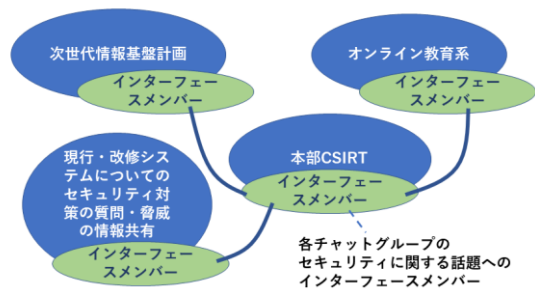 次世代情報基盤計画
インターフェー
スメンバー
オンライン教育系
インターフェー
スメンバー
現行・改修シス
テムについての
セキュリティ対
策の質問・脅威
の情報共有
インターフェー
スメンバー
本部CSIRT
インターフェー
スメンバー
各チャットグループの
セキュリティに関する話題への
インターフェースメンバー